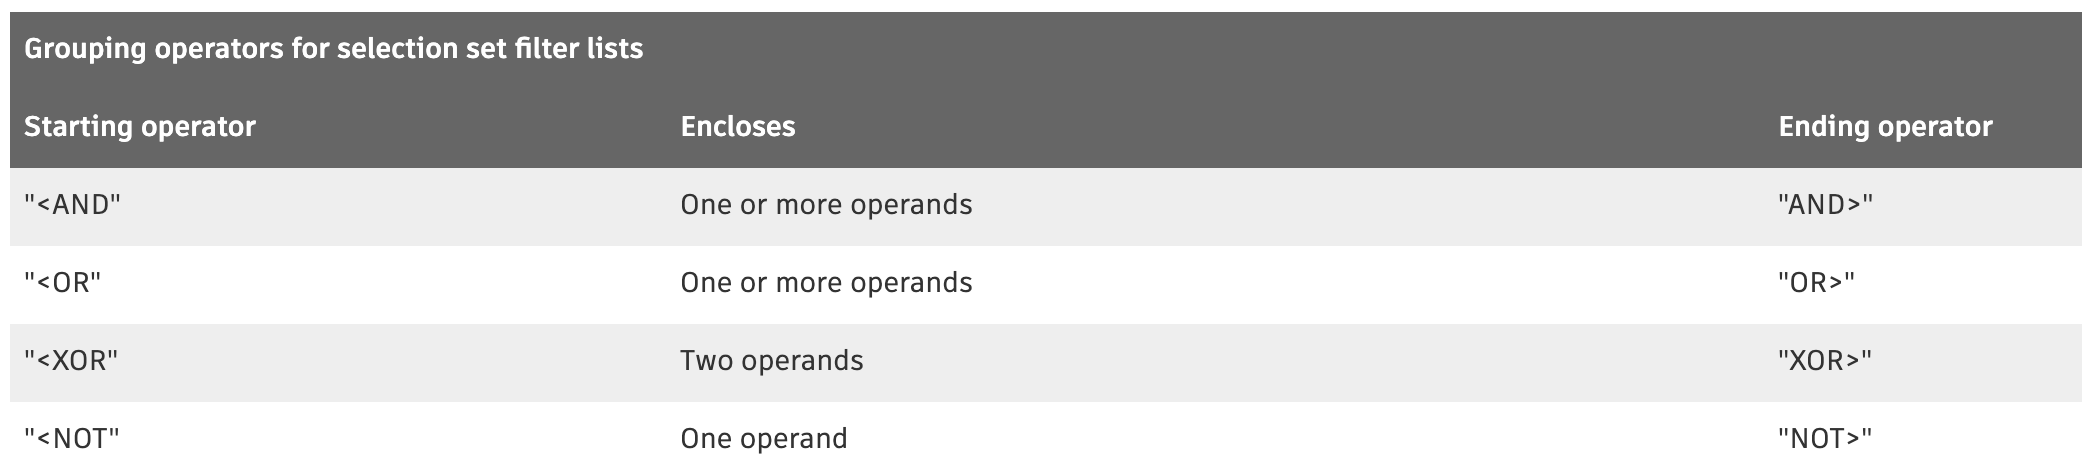 Grouping operators for selection set filter lists
Starting operator Encloses Ending operator
"<AND" One or more operands "AND>"
"<OR" One or more operands "OR>"
"<XOR" Two operands "XOR>"
"<NOT" One operand "NOT>"